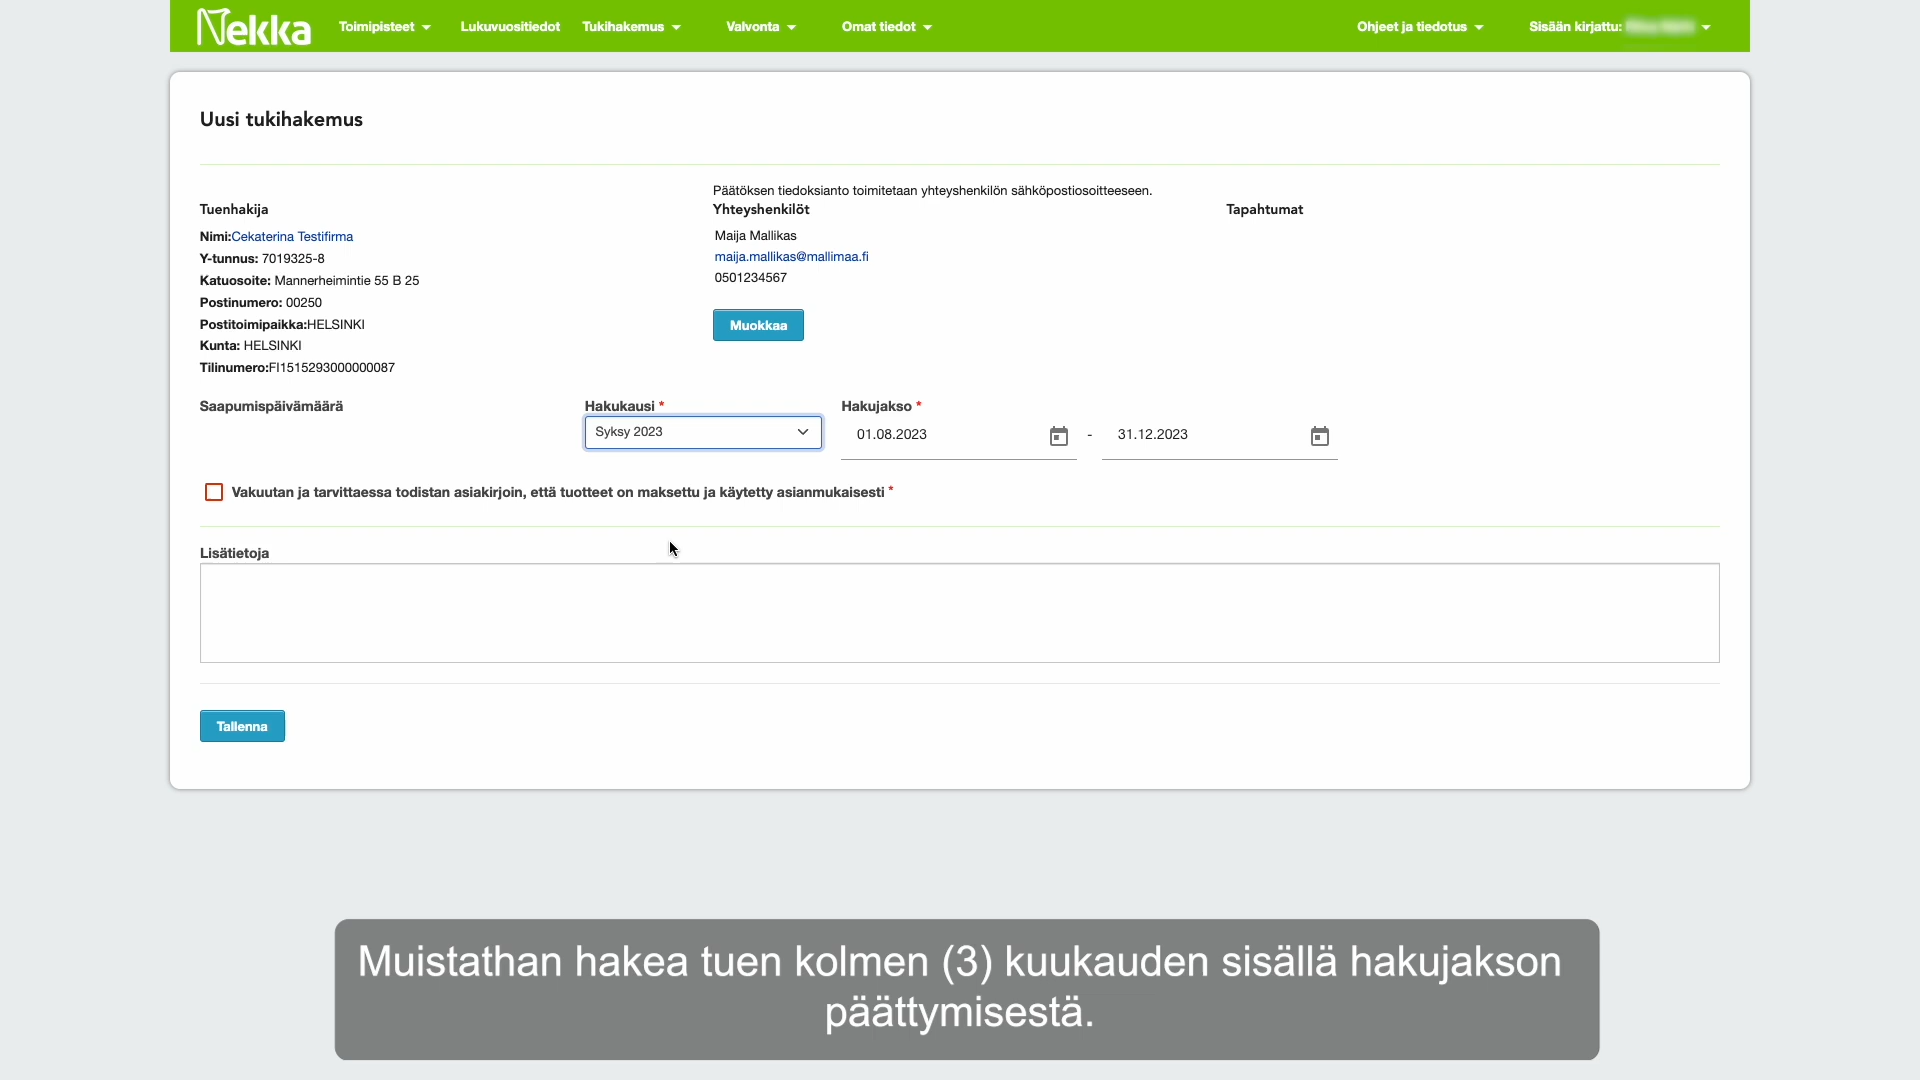 Nekka
Toimipisteet
Lukuvuositiedot
Tukihakemus
Valvonta
Omat tiedot
Ohjeet ja tiedotus
Sisään kirjattu:
Uusi tukihakemus
Tuenhakija
Nimi:Cekaterina Testifirma
Y-tunnus: 7019325-8
Katuosoite: Mannerheimintie 55 B 25
Postinumero: 00250
Postitoimipaikka:HELSINKI
Kunta: HELSINKI
Tilinumero:FI1515293000000087
Päätöksen tiedoksianto toimitetaan yhteyshenkilön sähköpostiosoitteeseen.
Yhteyshenkilöt
Maija Mallikas
maija.mallikas@mallimaa.fi
0501234567
Muokkaa
Tapahtumat
Saapumispäivämäärä
Hakukausi *
Syksy 2023
Hakujakso *
01.08.2023 - 31.12.2023
Vakuutan ja tarvittaessa todistan asiakirjoin, että tuotteet on maksettu ja käytetty asianmukaisesti *
Lisätietoja
Tallenna
Muistathan hakea tuen kolmen (3) kuukauden sisällä hakujakson
päättymisestä.